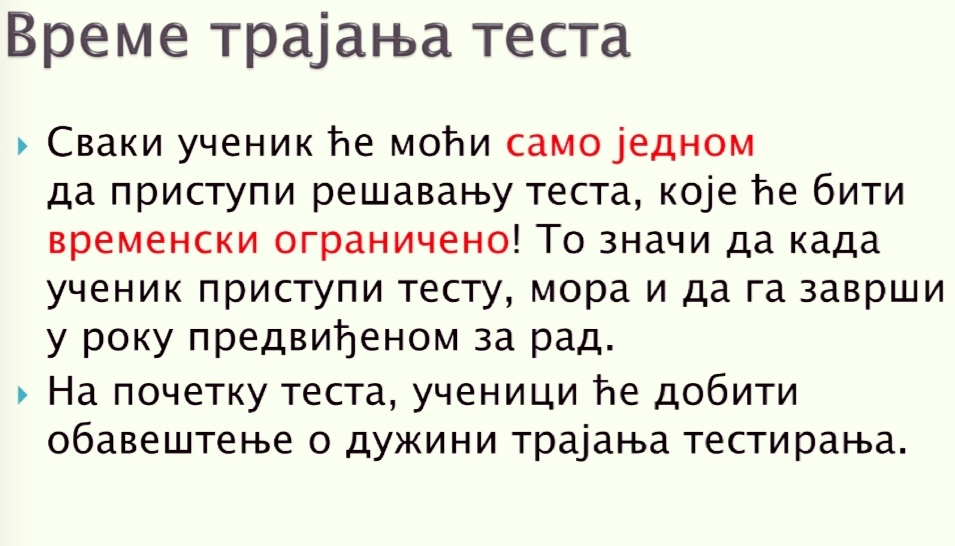 Време трајања теста
Сваки ученик ће моћи само једном
да приступи решавању теста, које ће бити
временски ограничено! То значи да када
ученик приступи тесту, мора и да га заврши
у року предвиђеном за рад.
На почетку теста, ученици ће добити
обавештење о дужини трајања тестирања.